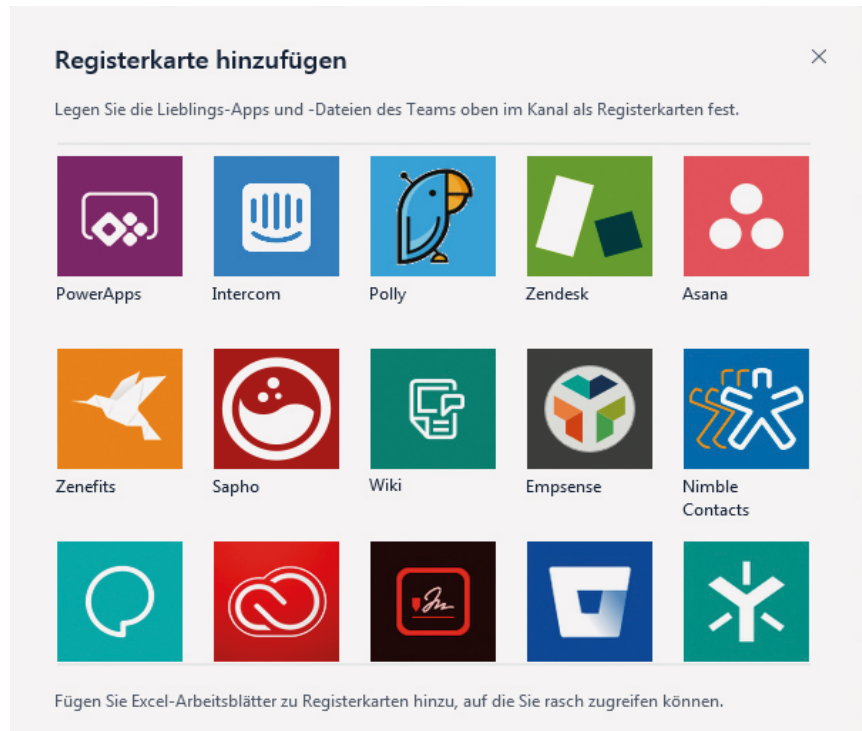 Registerkarte hinzufügen
Legen Sie die Lieblings-Apps und -Dateien des Teams oben im Kanal als Registerkarten fest.
PowerApps
Intercom
Polly
Zendesk
Asana
Zenefits
Sapho
Wiki
Empsense
Nimble
Contacts
Fügen Sie Excel-Arbeitsblätter zu Registerkarten hinzu, auf die Sie rasch zugreifen können.